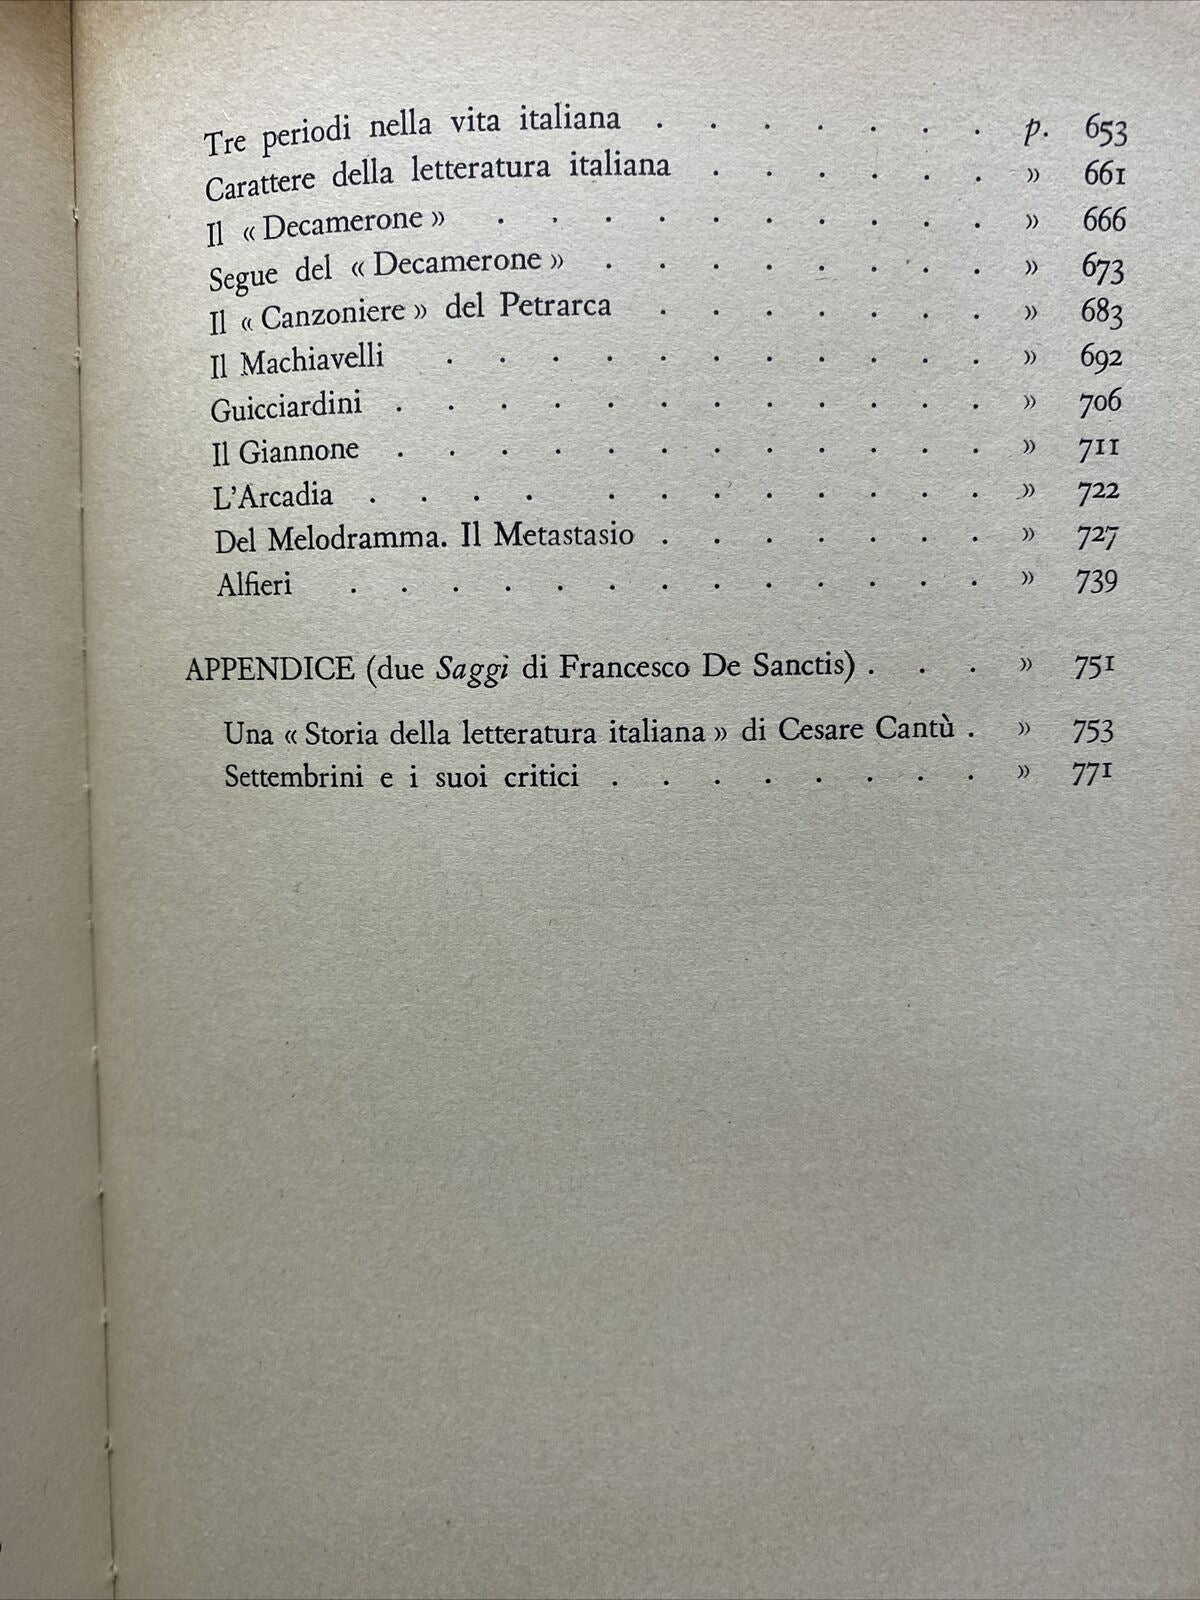 Tre periodi nella vita italiana . . . . . . . p. 653
Carattere della letteratura italiana . . . . . . » 661
Il « Decamerone » . . . . . . . . . . » 666
Segue del « Decamerone » . . . . . . . . » 673
Il « Canzoniere » del Petrarca . . . . . . . » 683
Il Machiavelli . . . . . . . . . . . » 692
Guicciardini . . . . . . . . . . . . » 706
Il Giannone . . . . . . . . . . . . » 711
L'Arcadia . . . . . . . . . . . . » 722
Del Melodramma. Il Metastasio . . . . . . . » 727
Alfieri . . . . . . . . . . . . . » 739
APPENDICE (due Saggi di Francesco De Sanctis) . . . » 751
Una « Storia della letteratura italiana » di Cesare Cantù . » 753
Settembrini e i suoi critici . . . . . . . . » 771